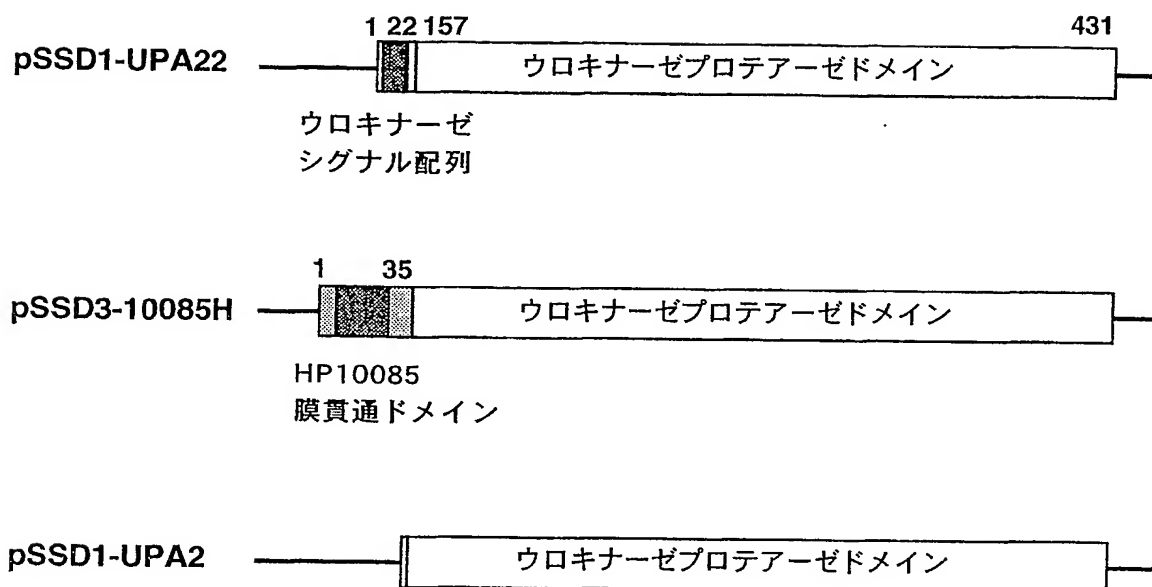 1 22 157 431
pSSD1-UPA22
ウロキナーゼプロテアーゼドメイン
ウロキナーゼ
シグナル配列
1 35
pSSD3-10085H
ウロキナーゼプロテアーゼドメイン
HP10085
膜貫通ドメイン
pSSD1-UPA2
ウロキナーゼプロテアーゼドメイン